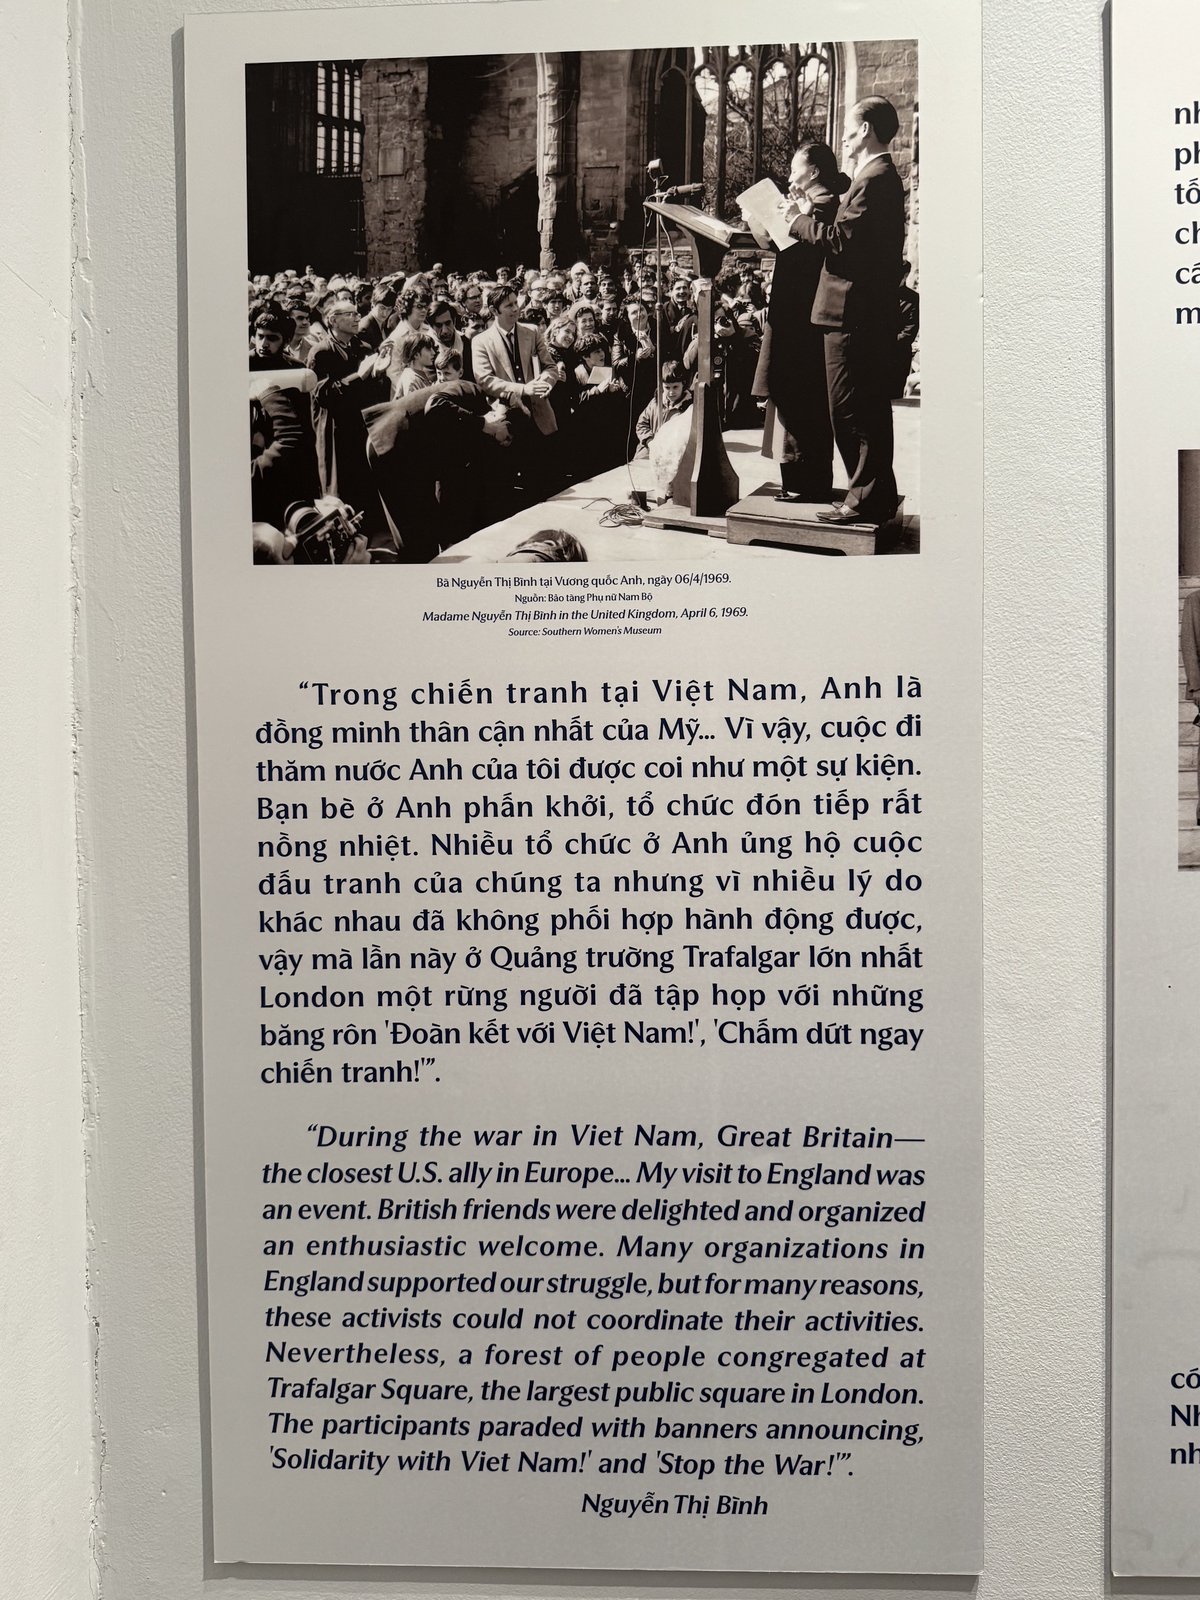 Bà Nguyễn Thị Bình tại Vương quốc Anh, ngày 06/4/1969.
Nguồn: Bảo tàng Phụ nữ Nam Bộ
Madame Nguyễn Thị Bình in the United Kingdom, April 6, 1969.
Source: Southern Women's Museum
“Trong chiến tranh tại Việt Nam, Anh là
đồng minh thân cận nhất của Mỹ... Vì vậy, cuộc đi
thăm nước Anh của tôi được coi như một sự kiện.
Bạn bè ở Anh phấn khởi, tổ chức đón tiếp rất
nồng nhiệt. Nhiều tổ chức ở Anh ủng hộ cuộc
đấu tranh của chúng ta nhưng vì nhiều lý do
khác nhau đã không phối hợp hành động được,
vậy mà lần này ở Quảng trường Trafalgar lớn nhất
London một rừng người đã tập họp với những
băng rôn 'Đoàn kết với Việt Nam!', 'Chấm dứt ngay
chiến tranh!'”.
“During the war in Viet Nam, Great Britain—
the closest U.S. ally in Europe... My visit to England was
an event. British friends were delighted and organized
an enthusiastic welcome. Many organizations in
England supported our struggle, but for many reasons,
these activists could not coordinate their activities.
Nevertheless, a forest of people congregated at
Trafalgar Square, the largest public square in London.
The participants paraded with banners announcing,
'Solidarity with Viet Nam!' and 'Stop the War!'”.
Nguyễn Thị Bình